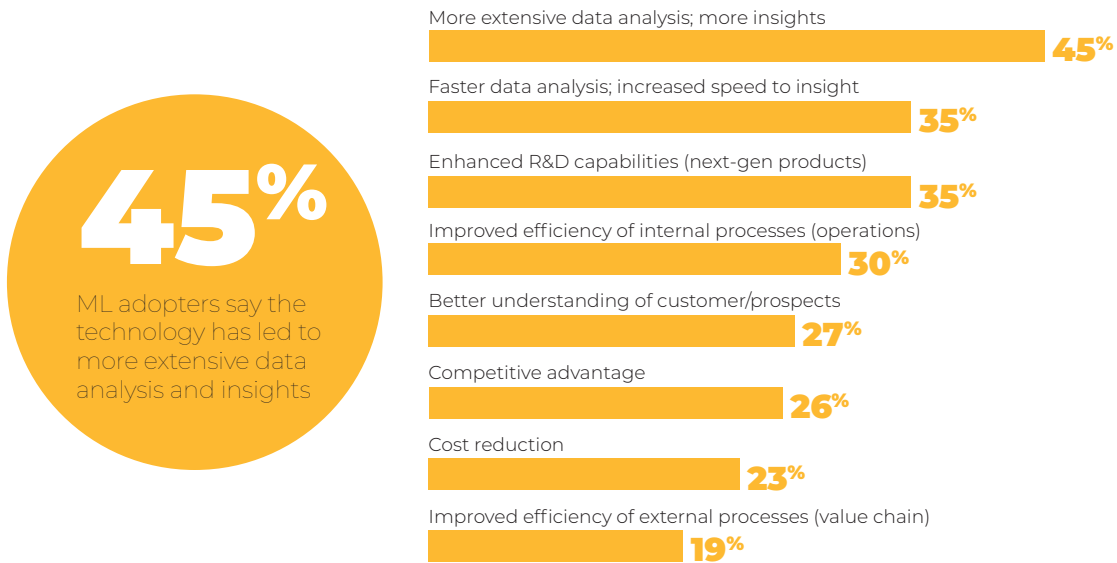 45%
ML adopters say the
technology has led to
more extensive data
analysis and insights
More extensive data analysis; more insights
45%
Faster data analysis; increased speed to insight
35%
Enhanced R&D capabilities (next-gen products)
35%
Improved efficiency of internal processes (operations)
30%
Better understanding of customer/prospects
27%
Competitive advantage
26%
Cost reduction
23%
Improved efficiency of external processes (value chain)
19%